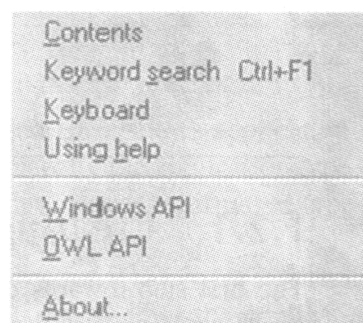 Contents
Keyword search Ctrl+F1
Keyboard
Using help
Windows API
OWL API
About...